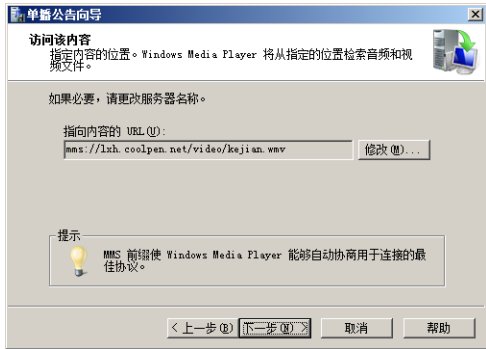 单播公告向导
访问该内容
指定内容的位置。Windows Media Player 将从指定的位置检索音频和视
频文件。
如果必要，请更改服务器名称。
指向内容的 URL(U):
mms://lxh.coolpen.net/video/kejian.wmv
修改(M)...
提示
MMS 前缀使 Windows Media Player 能够自动协商用于连接的最
佳协议。
< 上一步(B) 下一步(N) > 取消 帮助